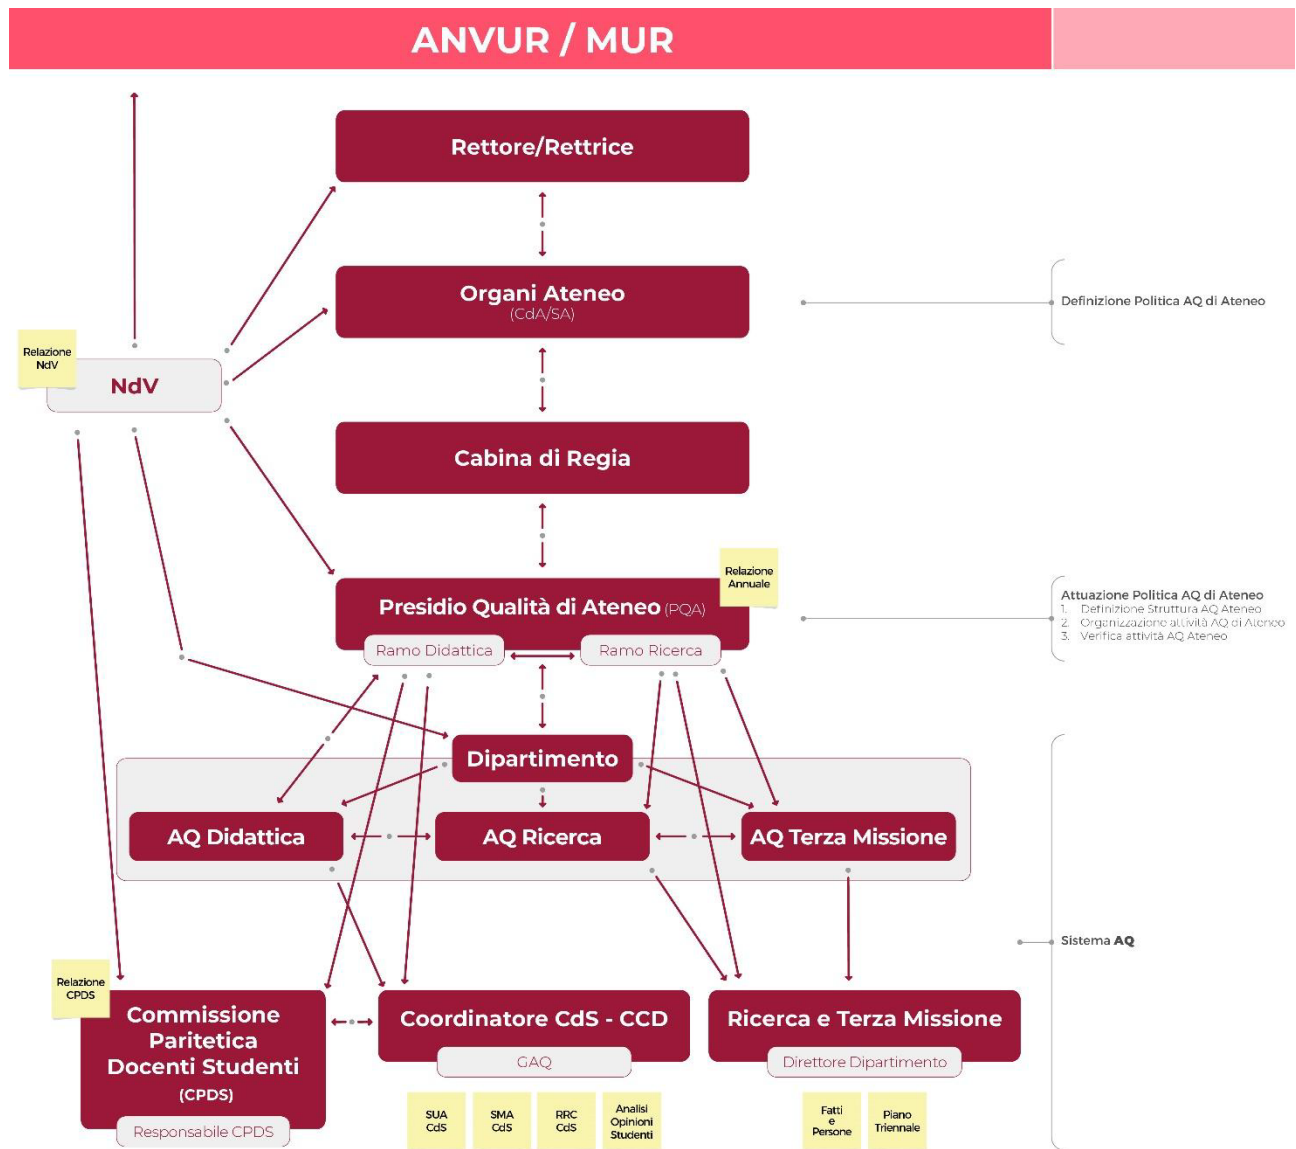 ANVUR / MUR
Rettore/Rettrice
Organi Ateneo
(CdA/SA)
Definizione Politica AQ di Ateneo
Relazione
NdV
NdV
Cabina di Regia
Relazione
Annuale
Presidio Qualità di Ateneo (PQA)
Ramo Didattica
Ramo Ricerca
Attuazione Politica AQ di Ateneo
1. Definizione Struttura AQ Ateneo
2. Organizzazione attività AQ di Ateneo
3. Verifica attività AQ Ateneo
Dipartimento
AQ Didattica
AQ Ricerca
AQ Terza Missione
Sistema AQ
Relazione
CPDS
Commissione
Paritetica
Docenti Studenti
(CPDS)
Responsabile CPDS
Coordinatore CdS - CCD
GAQ
Ricerca e Terza Missione
Direttore Dipartimento
SUA
CdS
SMA
CdS
RRC
CdS
Analisi
Opinioni
Studenti
Fatti
e
Persone
Piano
Triennale